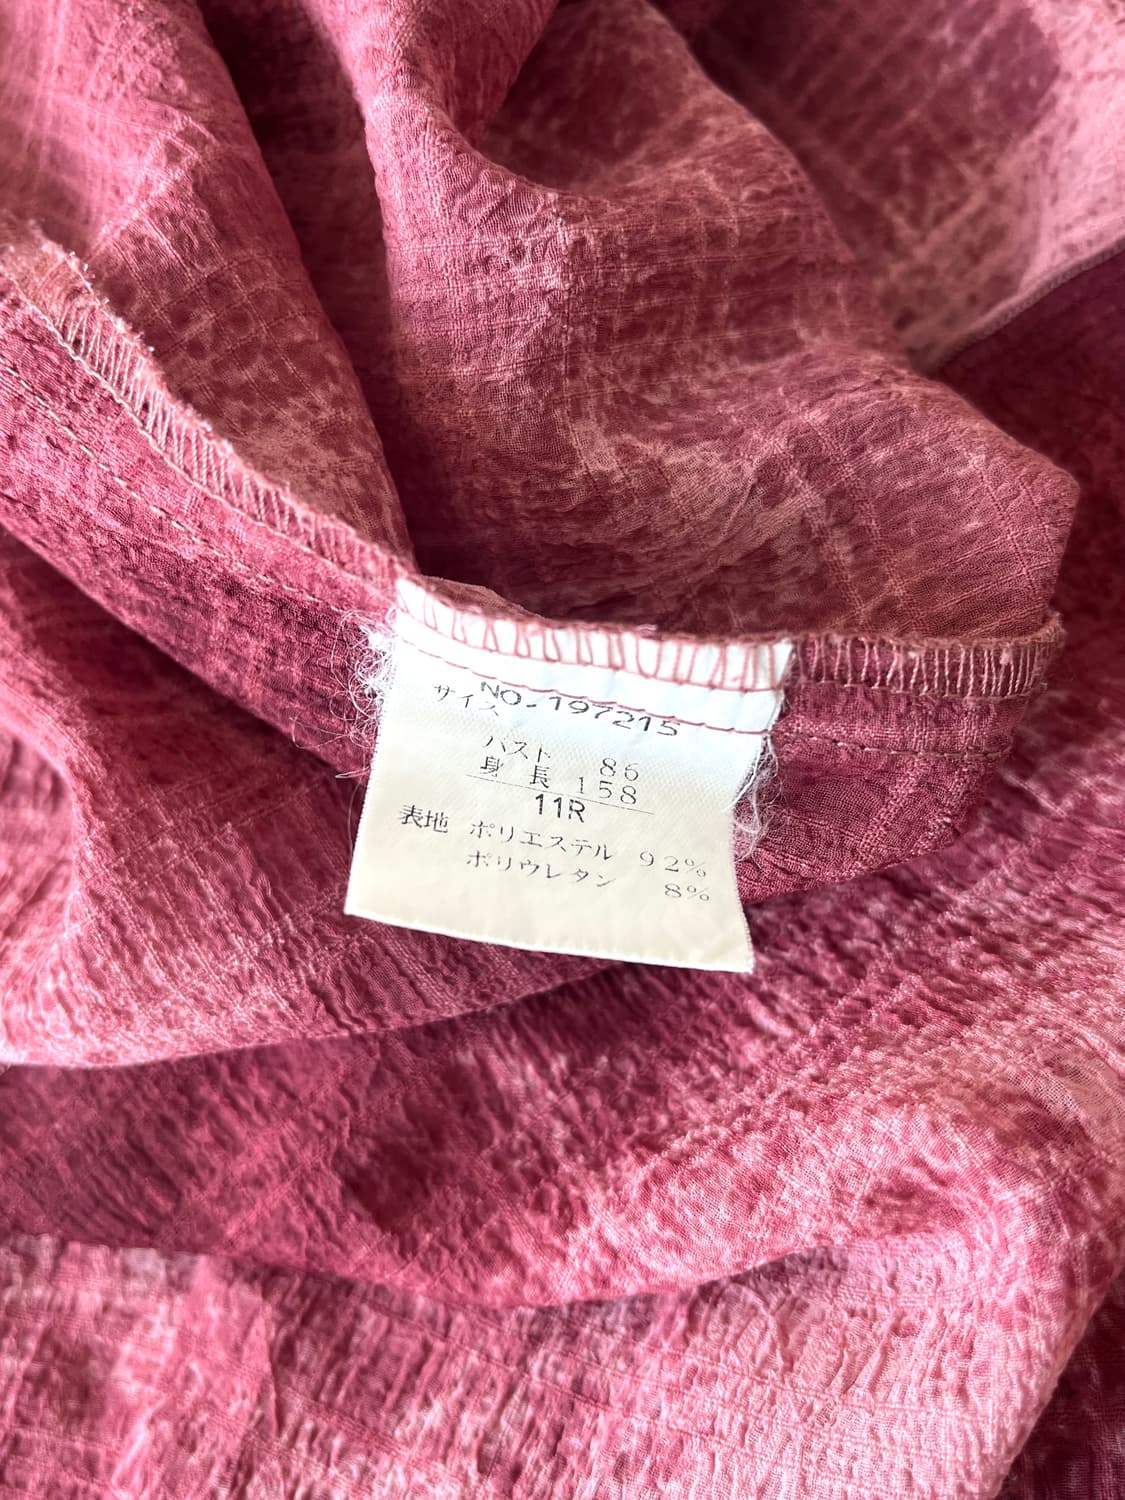 NO.197215
サイズ
バスト 86
身長 158
11R
表地 ポリエステル 92%
ポリウレタン 8%